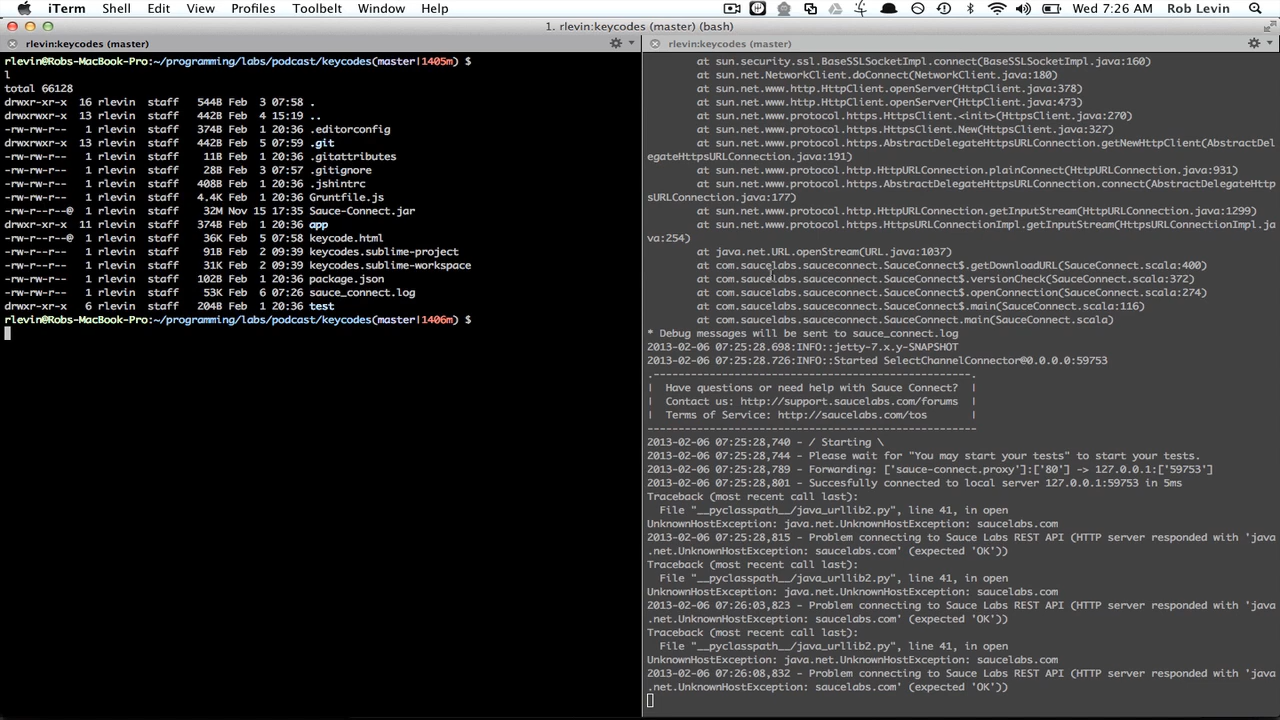 iTerm Shell Edit View Profiles Toolbelt Window Help Wed 7:26 AM Rob Levin
1. rlevin:keycodes (master) (bash)
rlevin:keycodes (master)
rlevin@Robs-MacBook-Pro:~/programming/labs/podcast/keycodes(master|1405m) $
l
total 66128
drwxr-xr-x 16 rlevin staff 544B Feb 3 07:58 .
drwxrwxr-x 13 rlevin staff 442B Feb 4 15:19 ..
-rw-rw-r-- 1 rlevin staff 374B Feb 1 20:36 .editorconfig
drwxrwxr-x 13 rlevin staff 442B Feb 5 07:59 .git
-rw-rw-r-- 1 rlevin staff 11B Feb 1 20:36 .gitattributes
-rw-rw-r-- 1 rlevin staff 28B Feb 3 07:57 .gitignore
-rw-rw-r-- 1 rlevin staff 408B Feb 1 20:36 .jshintrc
-rw-rw-r-- 1 rlevin staff 4.4K Feb 1 20:36 Gruntfile.js
-rw-r--r--@ 1 rlevin staff 32M Nov 15 17:35 Sauce-Connect.jar
drwxrwxr-x 11 rlevin staff 374B Feb 1 20:36 app
-rw-r--r--@ 1 rlevin staff 36K Feb 5 07:58 keycode.html
-rw-rw-r-- 1 rlevin staff 91B Feb 2 09:39 keycodes.sublime-project
-rw-rw-r-- 1 rlevin staff 31K Feb 2 09:39 keycodes.sublime-workspace
-rw-rw-r-- 1 rlevin staff 102B Feb 1 20:36 package.json
-rw-rw-r-- 1 rlevin staff 53K Feb 6 07:26 sauce_connect.log
drwxrwxr-x 6 rlevin staff 204B Feb 1 20:36 test
rlevin@Robs-MacBook-Pro:~/programming/labs/podcast/keycodes(master|1406m) $
rlevin:keycodes (master)
at sun.security.ssl.BaseSSLSocketImpl.connect(BaseSSLSocketImpl.java:160)
at sun.net.NetworkClient.doConnect(NetworkClient.java:180)
at sun.net.www.http.HttpClient.openServer(HttpClient.java:378)
at sun.net.www.http.HttpClient.openServer(HttpClient.java:473)
at sun.net.www.protocol.https.HttpsClient.<init>(HttpsClient.java:270)
at sun.net.www.protocol.https.HttpsClient.New(HttpsClient.java:327)
at sun.net.www.protocol.https.AbstractDelegateHttpsURLConnection.getNewHttpClient(AbstractDel
egateHttpsURLConnection.java:191)
at sun.net.www.protocol.http.HttpURLConnection.plainConnect(HttpURLConnection.java:931)
at sun.net.www.protocol.https.AbstractDelegateHttpsURLConnection.connect(AbstractDelegateHttp
sURLConnection.java:177)
at sun.net.www.protocol.http.HttpURLConnection.getInputStream(HttpURLConnection.java:1299)
at sun.net.www.protocol.https.HttpsURLConnectionImpl.getInputStream(HttpsURLConnectionImpl.ja
va:254)
at java.net.URL.openStream(URL.java:1037)
at com.saucelabs.sauceconnect.SauceConnect$.getDownloadURL(SauceConnect.scala:400)
at com.saucelabs.sauceconnect.SauceConnect$.versionCheck(SauceConnect.scala:372)
at com.saucelabs.sauceconnect.SauceConnect$.openConnection(SauceConnect.scala:274)
at com.saucelabs.sauceconnect.SauceConnect$.main(SauceConnect.scala:116)
at com.saucelabs.sauceconnect.SauceConnect.main(SauceConnect.scala)
* Debug messages will be sent to sauce_connect.log
2013-02-06 07:25:28.698:INFO::jetty-7.x.y-SNAPSHOT
2013-02-06 07:25:28.726:INFO::Started SelectChannelConnector@0.0.0.0:59753
.---------------------------------------------------.
| Have questions or need help with Sauce Connect? |
| Contact us: http://support.saucelabs.com/forums |
| Terms of Service: http://saucelabs.com/tos |
-----------------------------------------------------
2013-02-06 07:25:28,740 - / Starting \
2013-02-06 07:25:28,744 - Please wait for "You may start your tests" to start your tests.
2013-02-06 07:25:28,789 - Forwarding: ['sauce-connect.proxy']:['80'] -> 127.0.0.1:['59753']
2013-02-06 07:25:28,801 - Succesfully connected to local server 127.0.0.1:59753 in 5ms
Traceback (most recent call last):
File "__pyclasspath__/java_urllib2.py", line 41, in open
UnknownHostException: java.net.UnknownHostException: saucelabs.com
2013-02-06 07:25:28,815 - Problem connecting to Sauce Labs REST API (HTTP server responded with 'java
.net.UnknownHostException: saucelabs.com' (expected 'OK'))
Traceback (most recent call last):
File "__pyclasspath__/java_urllib2.py", line 41, in open
UnknownHostException: java.net.UnknownHostException: saucelabs.com
2013-02-06 07:26:03,823 - Problem connecting to Sauce Labs REST API (HTTP server responded with 'java
.net.UnknownHostException: saucelabs.com' (expected 'OK'))
Traceback (most recent call last):
File "__pyclasspath__/java_urllib2.py", line 41, in open
UnknownHostException: java.net.UnknownHostException: saucelabs.com
2013-02-06 07:26:08,832 - Problem connecting to Sauce Labs REST API (HTTP server responded with 'java
.net.UnknownHostException: saucelabs.com' (expected 'OK'))